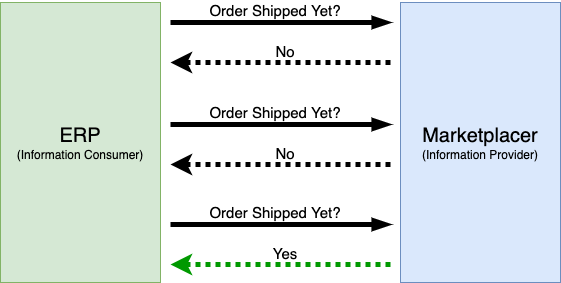 Order Shipped Yet?
No
Order Shipped Yet?
ERP
(Information Consumer)
Marketplacer
(Information Provider)
No
Order Shipped Yet?
Yes